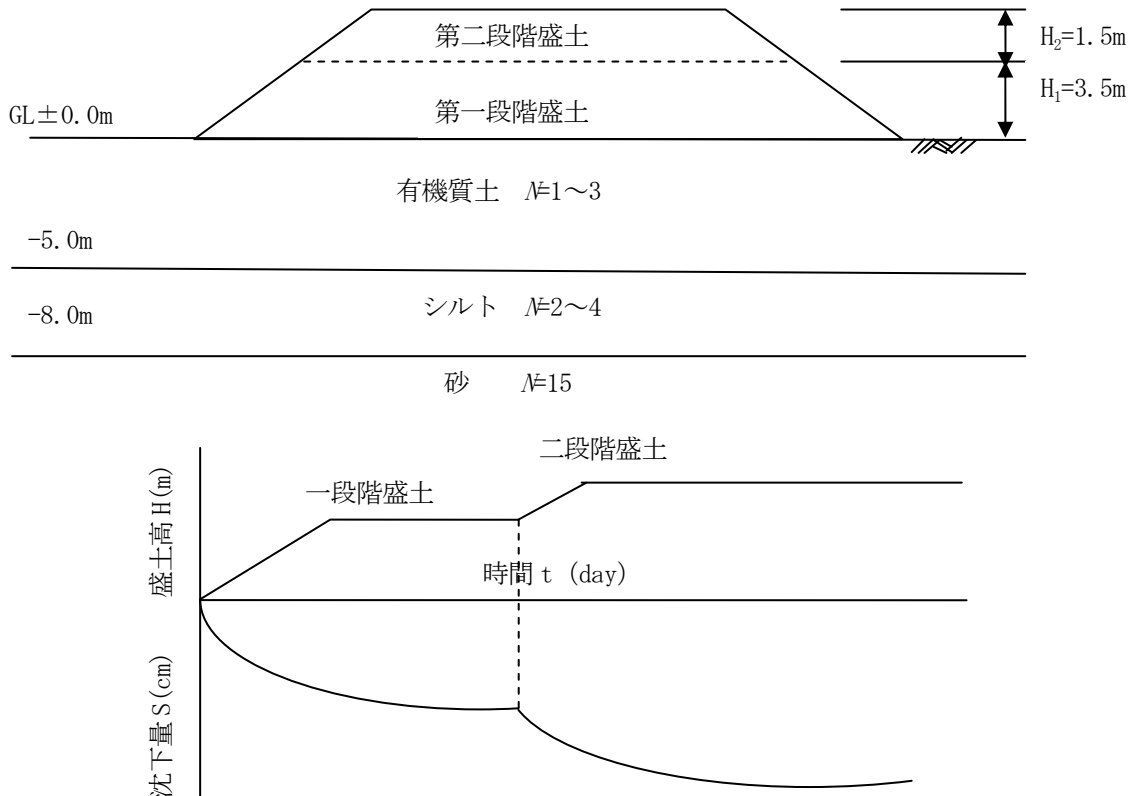 第二段階盛土
H₂=1.5m
H₁=3.5m
第一段階盛土
GL±0.0m
有機質土 N=1～3
-5.0m
シルト N=2～4
-8.0m
砂 N=15
二段階盛土
一段階盛土
盛土高H(m)
時間t (day)
沈下量S(cm)